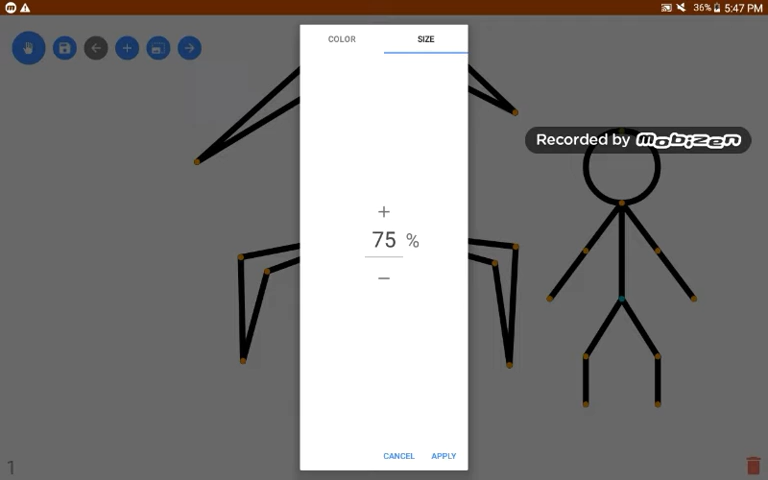 36% 5:47 PM
COLOR SIZE
Recorded by mobizen
+
75 %
−
CANCEL APPLY
1